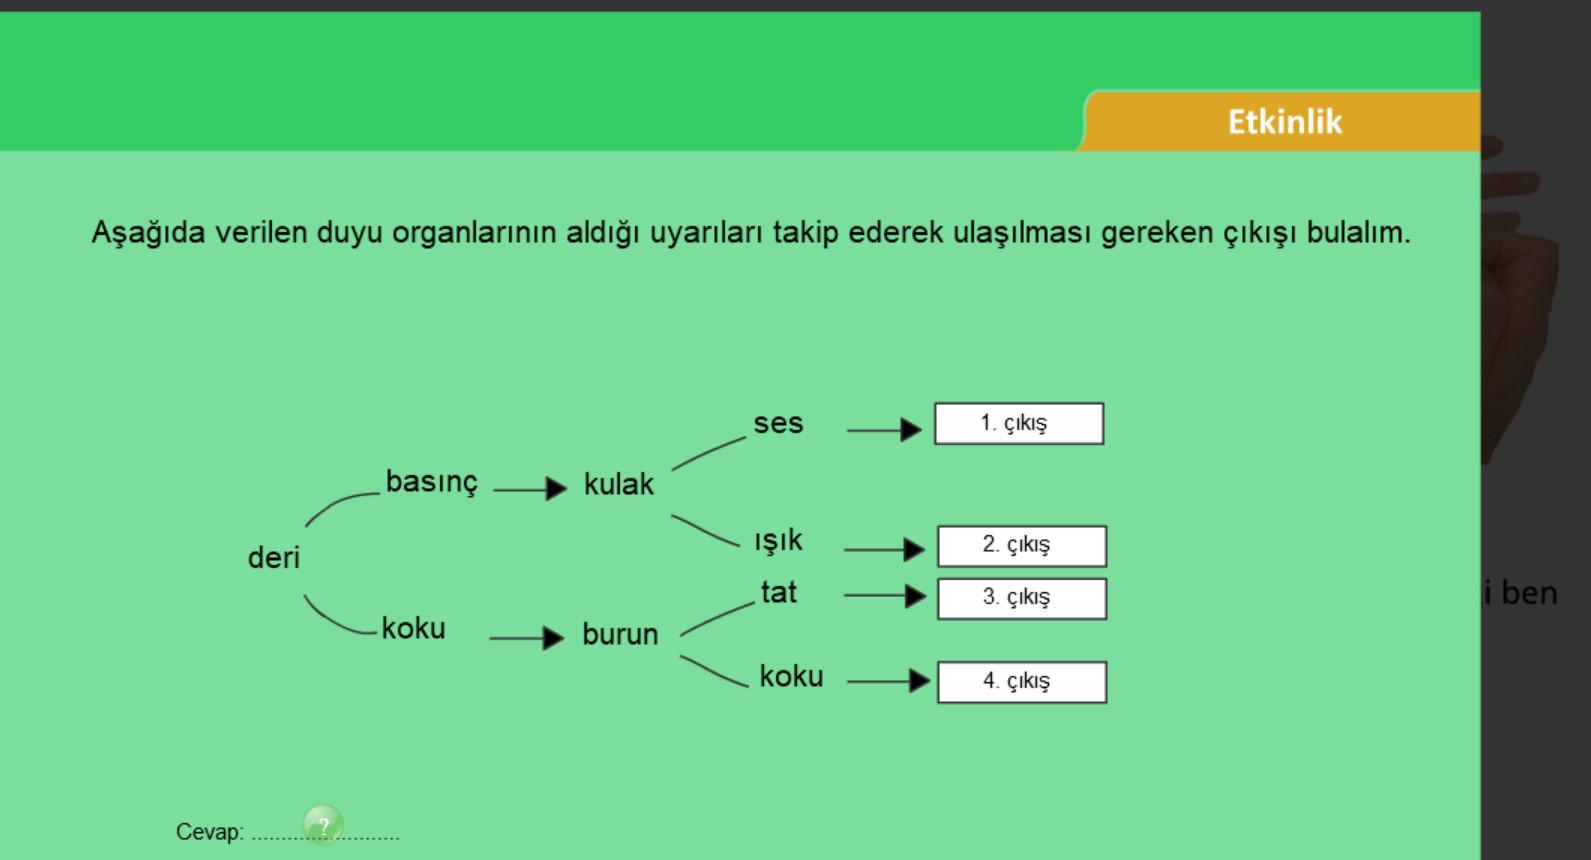 Etkinlik
Aşağıda verilen duyu organlarının aldığı uyarıları takip ederek ulaşılması gereken çıkışı bulalım.
ses
1. çıkış
basınç
kulak
ışık
2. çıkış
deri
tat
3. çıkış
i ben
koku
burun
koku
4. çıkış
Cevap: ...........?...........